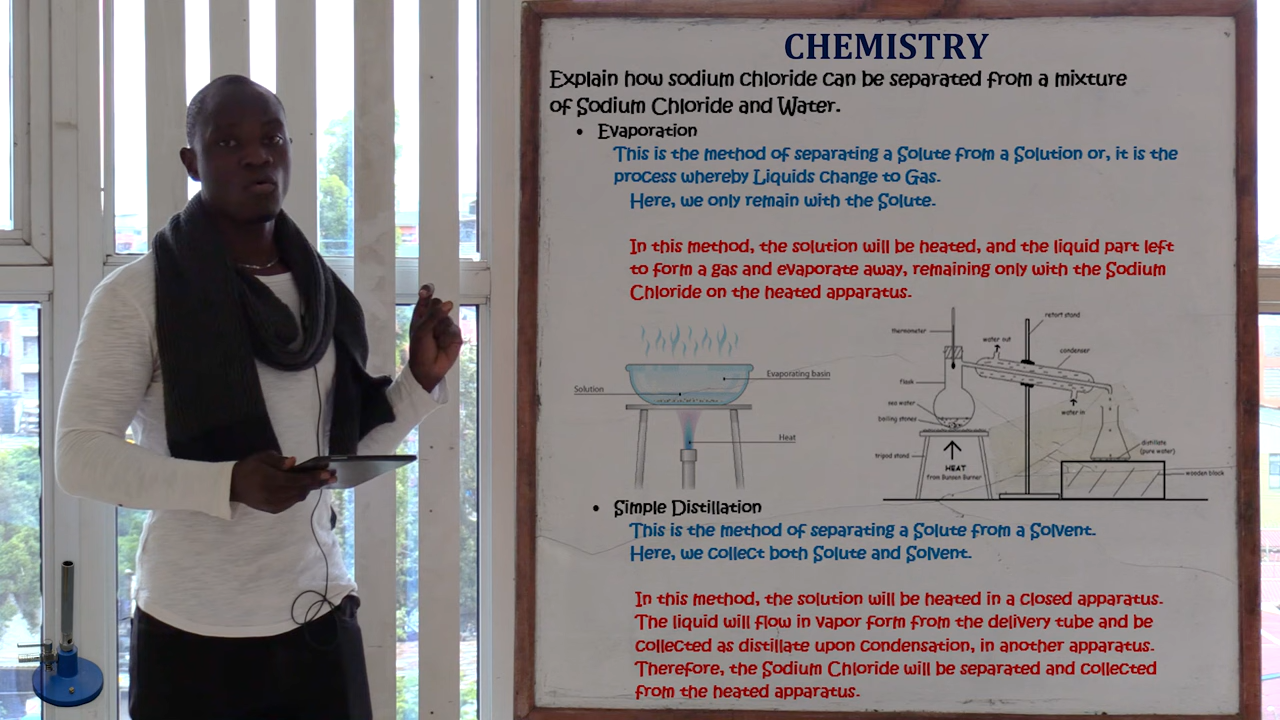 CHEMISTRY
Explain how sodium chloride can be separated from a mixture
of Sodium Chloride and Water.
• Evaporation
This is the method of separating a Solute from a Solution or, it is the
process whereby Liquids change to Gas.
Here, we only remain with the Solute.
In this method, the solution will be heated, and the liquid part left
to form a gas and evaporate away, remaining only with the Sodium
Chloride on the heated apparatus.
Solution
Evaporating basin
Heat
thermometer
water out
retort stand
condenser
flask
sea water
boiling stones
water in
tripod stand
HEAT
from Bunsen Burner
distillate
(pure water)
wooden block
• Simple Distillation
This is the method of separating a Solute from a Solvent.
Here, we collect both Solute and Solvent.
In this method, the solution will be heated in a closed apparatus.
The liquid will flow in vapor form from the delivery tube and be
collected as distillate upon condensation, in another apparatus.
Therefore, the Sodium Chloride will be separated and collected
from the heated apparatus.